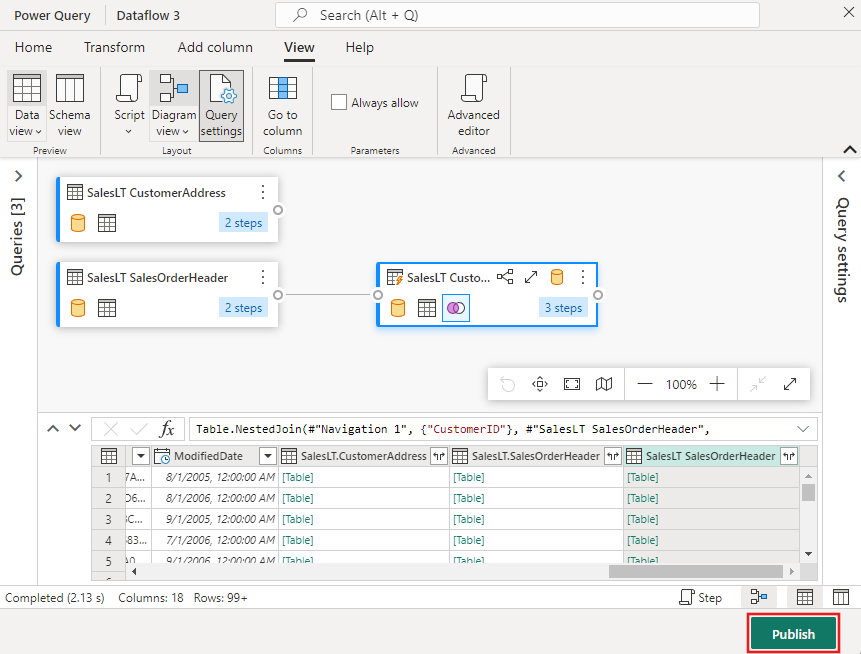 Power Query
Dataflow 3
Search (Alt + Q)
Home
Transform
Add column
View
Help
Data view
Schema view
Preview
Script
Diagram view
Query settings
Layout
Go to column
Columns
Always allow
Parameters
Advanced editor
Advanced
Queries [3]
Query settings
SalesLT CustomerAddress
2 steps
SalesLT SalesOrderHeader
2 steps
SalesLT Custo...
3 steps
100%
fx
Table.NestedJoin(#"Navigation 1", {"CustomerID"}, #"SalesLT SalesOrderHeader",
ModifiedDate SalesLT.CustomerAddress SalesLT.SalesOrderHeader SalesLT SalesOrderHeader
1 7A... 8/1/2005, 12:00:00 AM [Table] [Table] [Table]
2 D6... 8/1/2006, 12:00:00 AM [Table] [Table] [Table]
3 C... 9/1/2005, 12:00:00 AM [Table] [Table] [Table]
4 83... 7/1/2006, 12:00:00 AM [Table] [Table] [Table]
5 9/1/2006, 12:00:00 AM [Table] [Table] [Table]
Completed (2.13 s) Columns: 18 Rows: 99+
Step
Publish